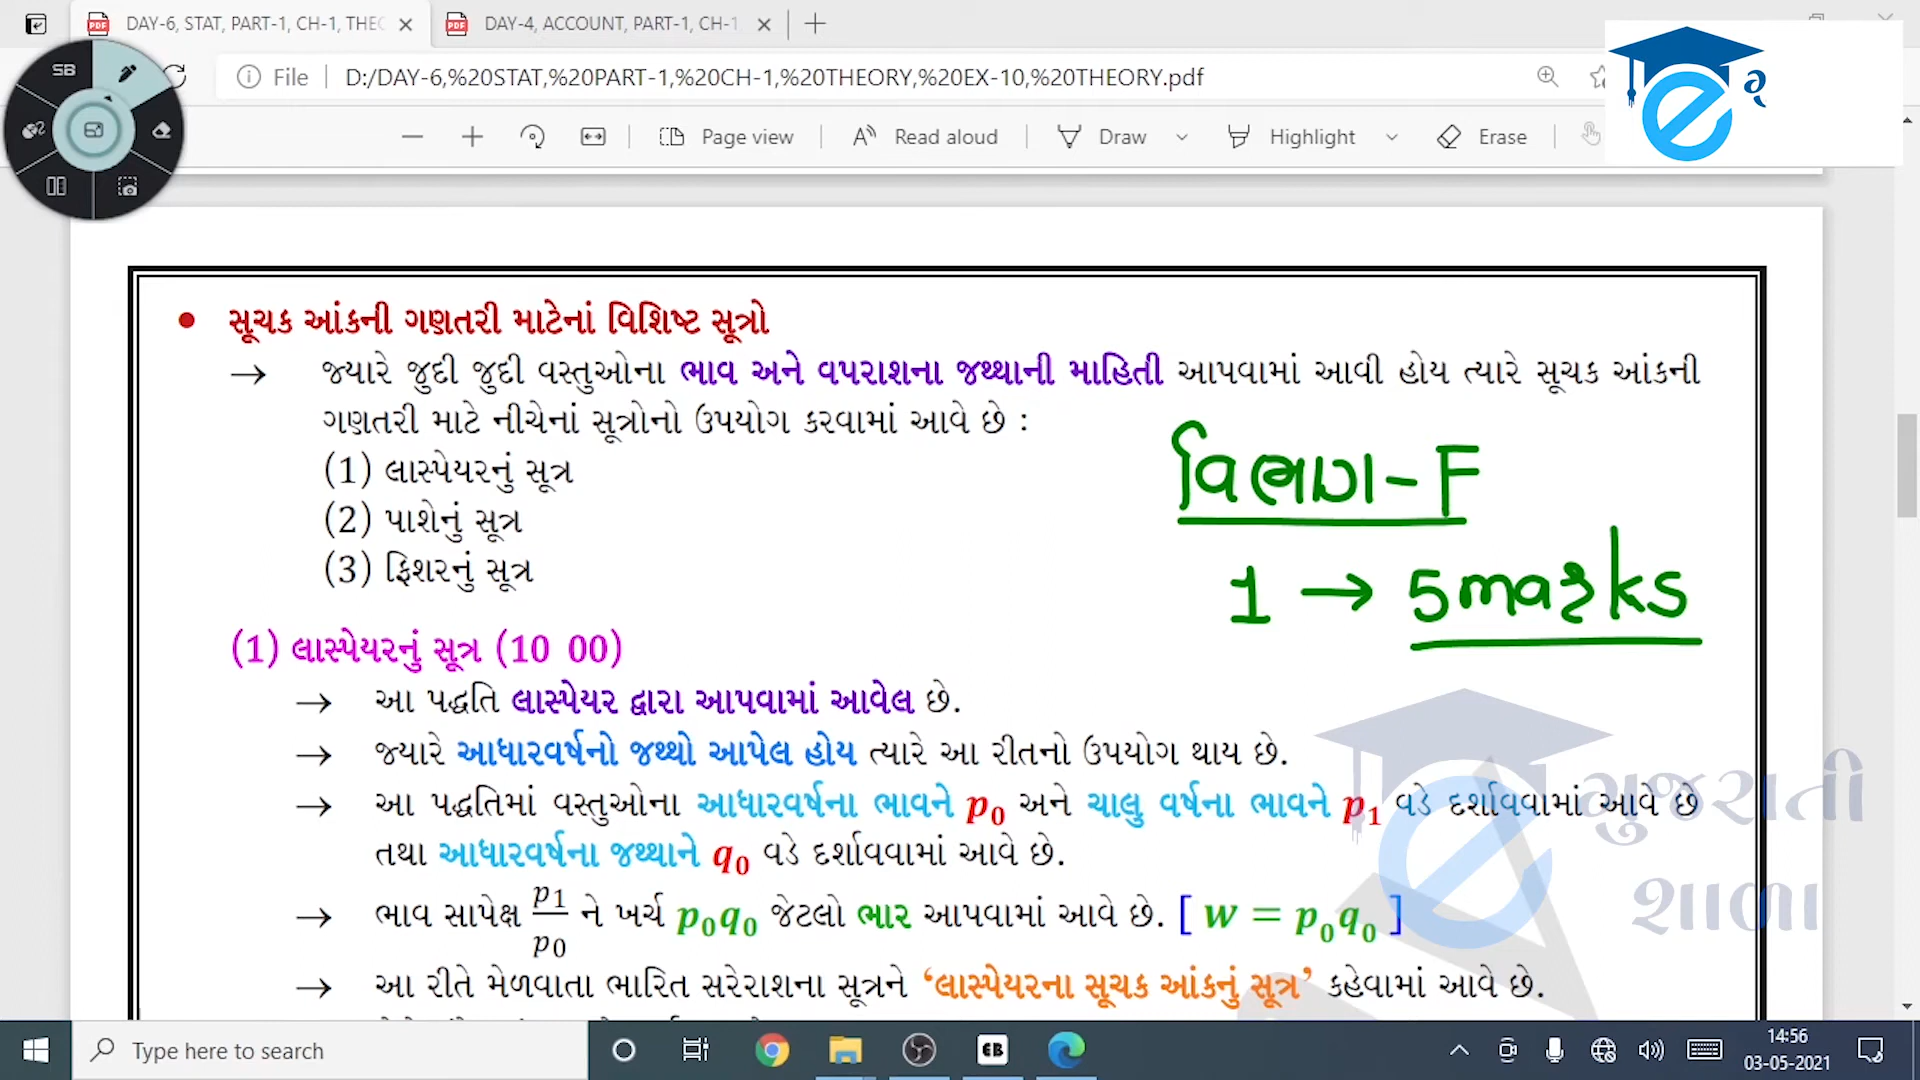 DAY-6, STAT, PART-1, CH-1, THEC
DAY-4, ACCOUNT, PART-1, CH-1
SB
File
D:/DAY-6,%20STAT,%20PART-1,%20CH-1,%20THEORY,%20EX-10,%20THEORY.pdf
Page view
Read aloud
Draw
Highlight
Erase
• સૂચક આંકની ગણતરી માટેનાં વિશિષ્ટ સૂત્રો
→ જ્યારે જુદી જુદી વસ્તુઓના ભાવ અને વપરાશના જથ્થાની માહિતી આપવામાં આવી હોય ત્યારે સૂચક આંકની
ગણતરી માટે નીચેનાં સૂત્રોનો ઉપયોગ કરવામાં આવે છે :
(1) લાસ્પેયરનું સૂત્ર
(2) પાશેનું સૂત્ર
(3) ફિશરનું સૂત્ર
વિભાગ-F
1 → 5 marks
(1) લાસ્પેયરનું સૂત્ર (10 00)
→ આ પદ્ધતિ લાસ્પેયર દ્વારા આપવામાં આવેલ છે.
→ જ્યારે આધારવર્ષનો જથ્થો આપેલ હોય ત્યારે આ રીતનો ઉપયોગ થાય છે.
→ આ પદ્ધતિમાં વસ્તુઓના આધારવર્ષના ભાવને p₀ અને ચાલુ વર્ષના ભાવને p₁ વડે દર્શાવવામાં આવે છે
તથા આધારવર્ષના જથ્થાને q₀ વડે દર્શાવવામાં આવે છે.
→ ભાવ સાપેક્ષ p₁/p₀ ને ખર્ચ p₀q₀ જેટલો ભાર આપવામાં આવે છે. [ w = p₀q₀ ]
→ આ રીતે મેળવાતા ભારિત સરેરાશના સૂત્રને ‘લાસ્પેયરના સૂચક આંકનું સૂત્ર’ કહેવામાં આવે છે.
ગુજરાતી
શાળા
Type here to search
14:56
03-05-2021